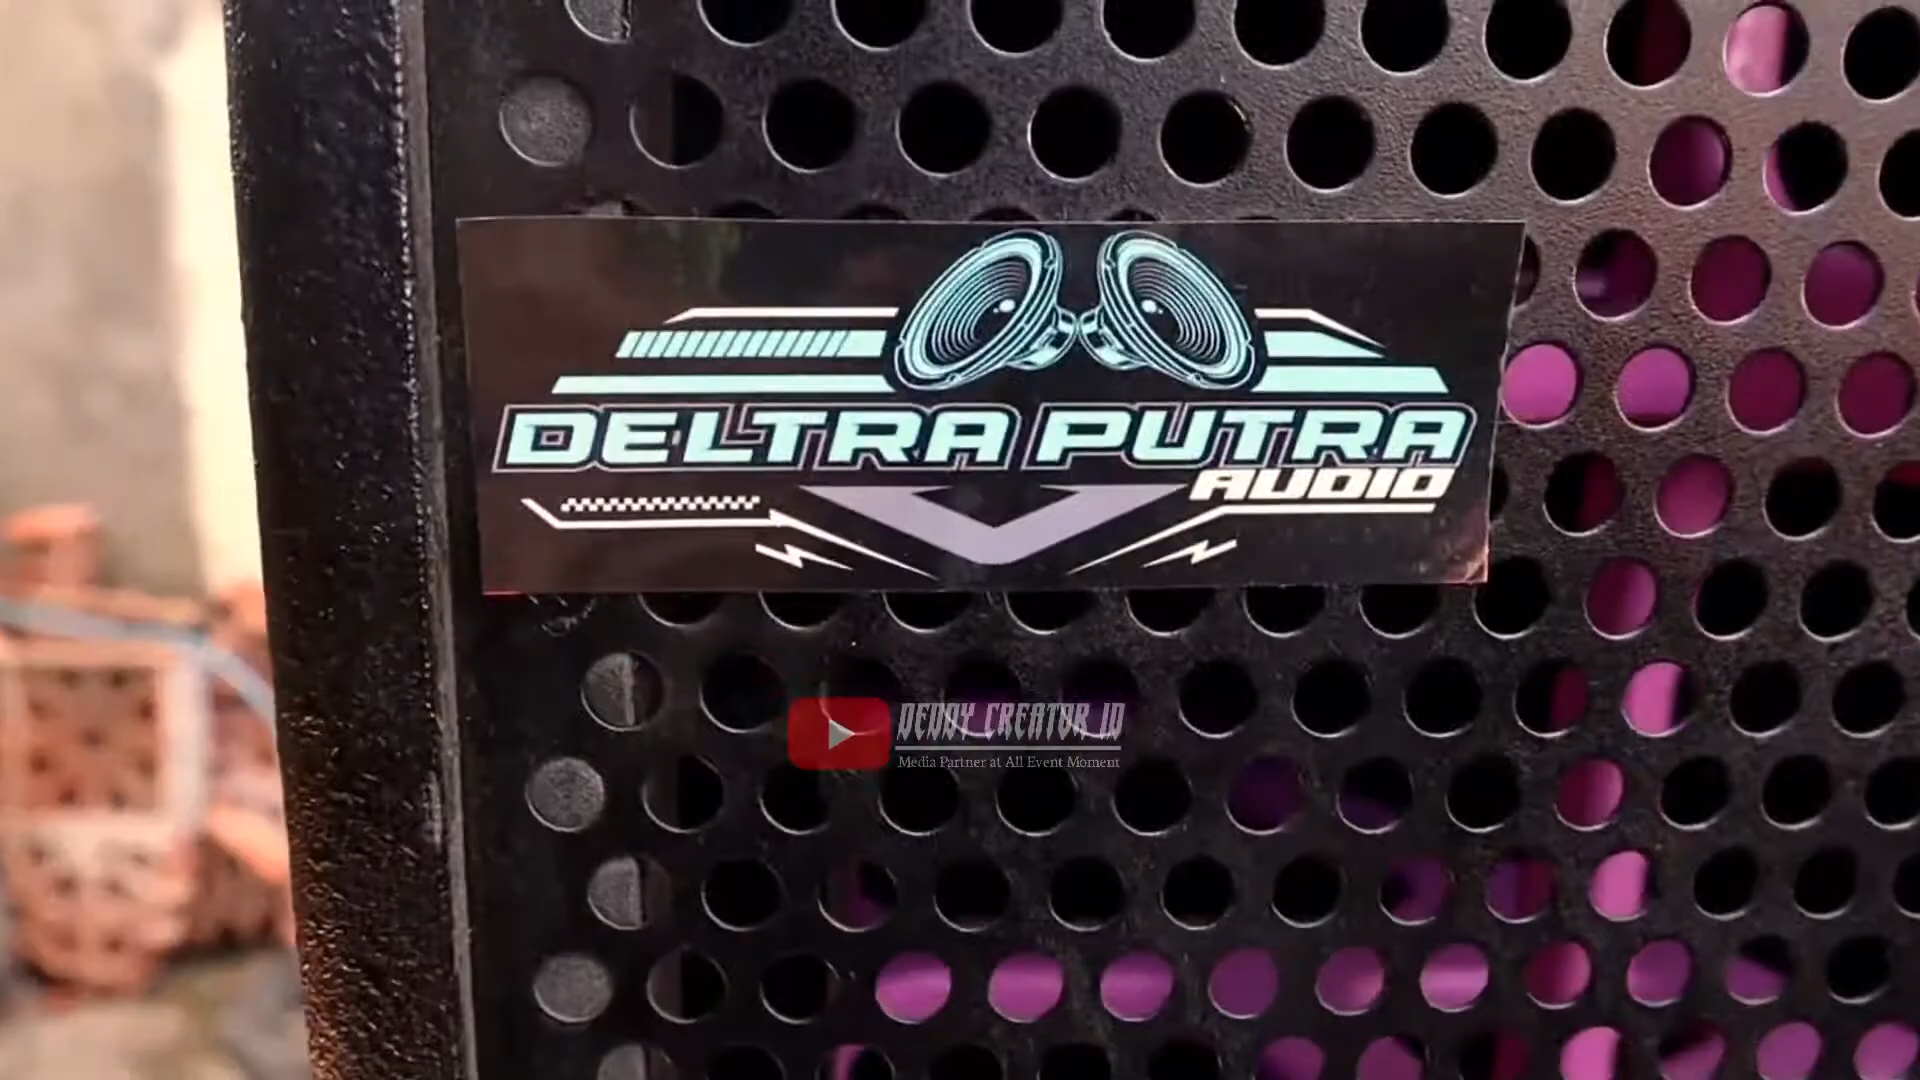 DELTRA PUTRA
AUDIO
DEDDY CREATOR ID
Media Partner at All Event Moment